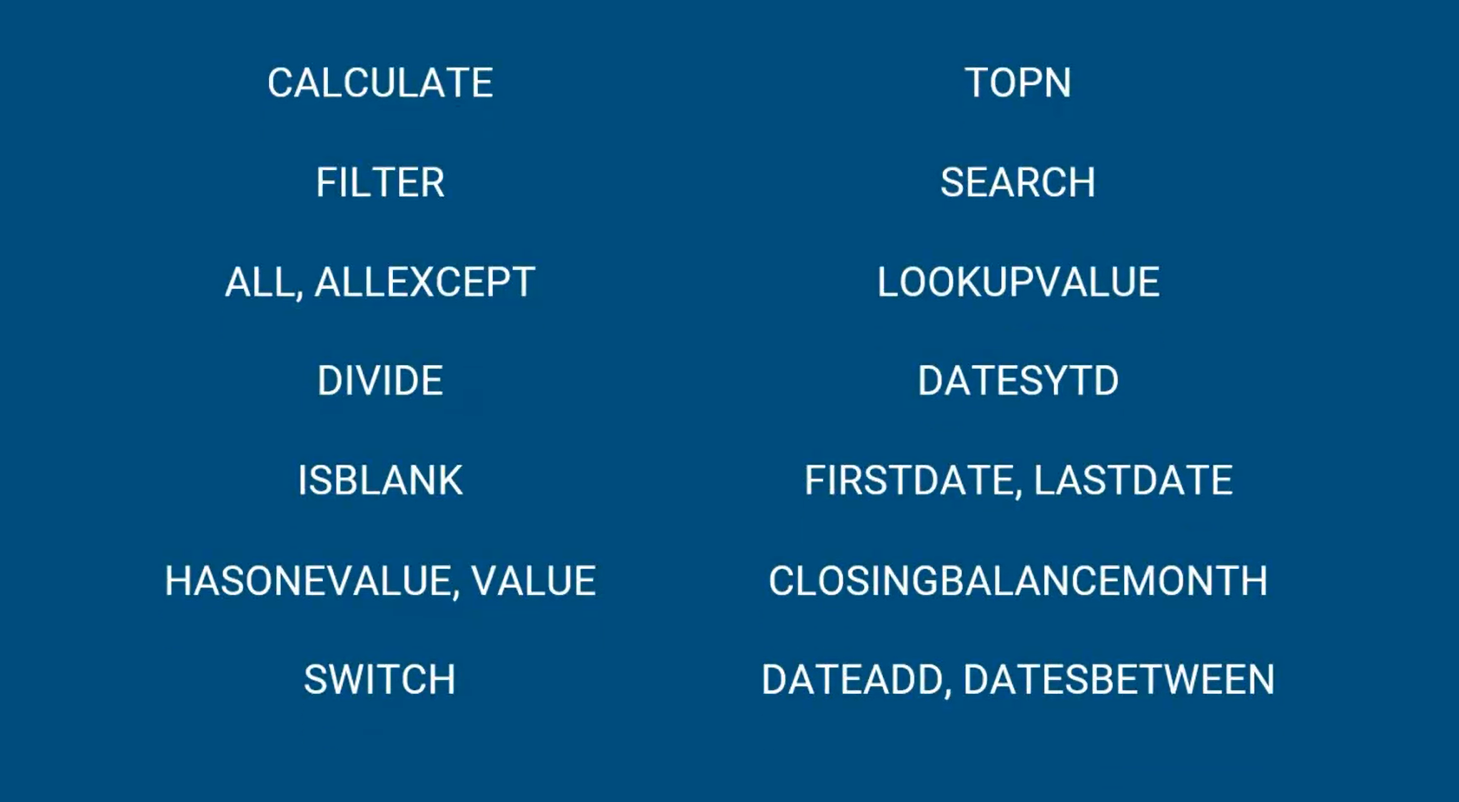 CALCULATE
FILTER
ALL, ALLEXCEPT
DIVIDE
ISBLANK
HASONEVALUE, VALUE
SWITCH
TOPN
SEARCH
LOOKUPVALUE
DATESYTD
FIRSTDATE, LASTDATE
CLOSINGBALANCEMONTH
DATEADD, DATESBETWEEN